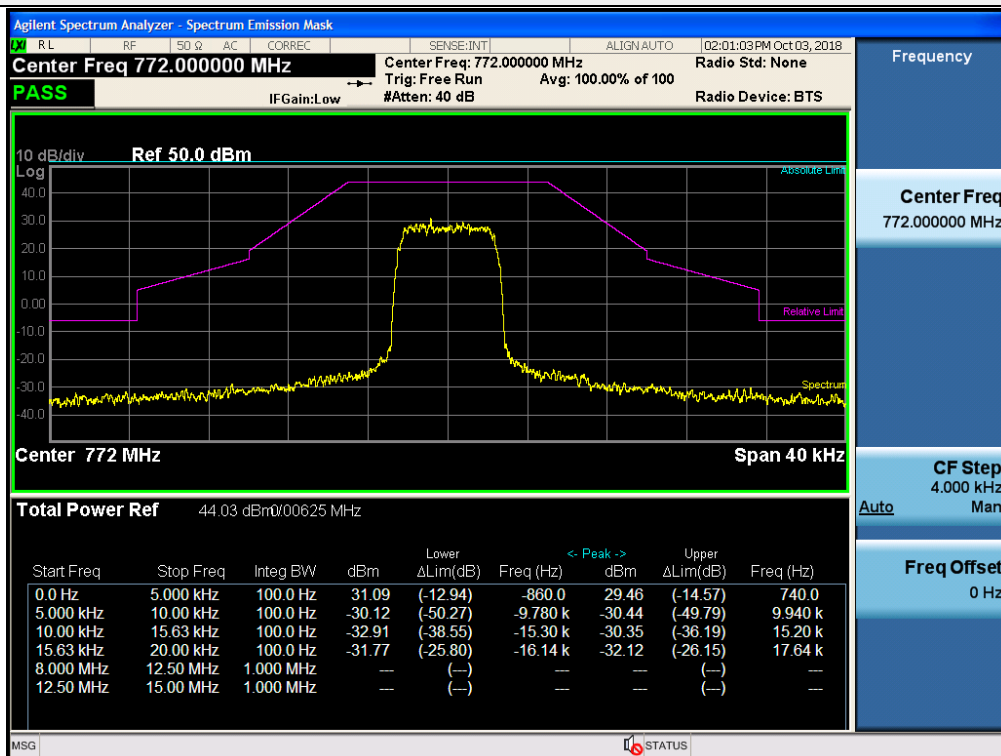 Agilent Spectrum Analyzer - Spectrum Emission Mask
LXI RL RF 50 Ω AC CORREC SENSE:INT ALIGN AUTO 02:01:03 PM Oct 03, 2018
Center Freq 772.000000 MHz
PASS
IFGain:Low
Center Freq: 772.000000 MHz
Trig: Free Run Avg: 100.00% of 100
#Atten: 40 dB
Radio Std: None
Radio Device: BTS
10 dB/div Ref 50.0 dBm
Log
Absolute Limit
40.0
30.0
20.0
10.0
0.00
Relative Limit
-10.0
-20.0
-30.0
Spectrum
-40.0
Center 772 MHz Span 40 kHz
Total Power Ref 44.03 dBm/0.00625 MHz
Lower <- Peak -> Upper
Start Freq Stop Freq Integ BW dBm ΔLim(dB) Freq (Hz) dBm ΔLim(dB) Freq (Hz)
0.0 Hz 5.000 kHz 100.0 Hz 31.09 (-12.94) -860.0 29.46 (-14.57) 740.0
5.000 kHz 10.00 kHz 100.0 Hz -30.12 (-50.27) -9.780 k -30.44 (-49.79) 9.940 k
10.00 kHz 15.63 kHz 100.0 Hz -32.91 (-38.55) -15.30 k -30.35 (-36.19) 15.20 k
15.63 kHz 20.00 kHz 100.0 Hz -31.77 (-25.80) -16.14 k -32.12 (-26.15) 17.64 k
8.000 MHz 12.50 MHz 1.000 MHz --- (---) --- --- (---) ---
12.50 MHz 15.00 MHz 1.000 MHz --- (---) --- --- (---) ---
MSG STATUS
Frequency
Center Freq
772.000000 MHz
CF Step
4.000 kHz
Auto Man
Freq Offset
0 Hz